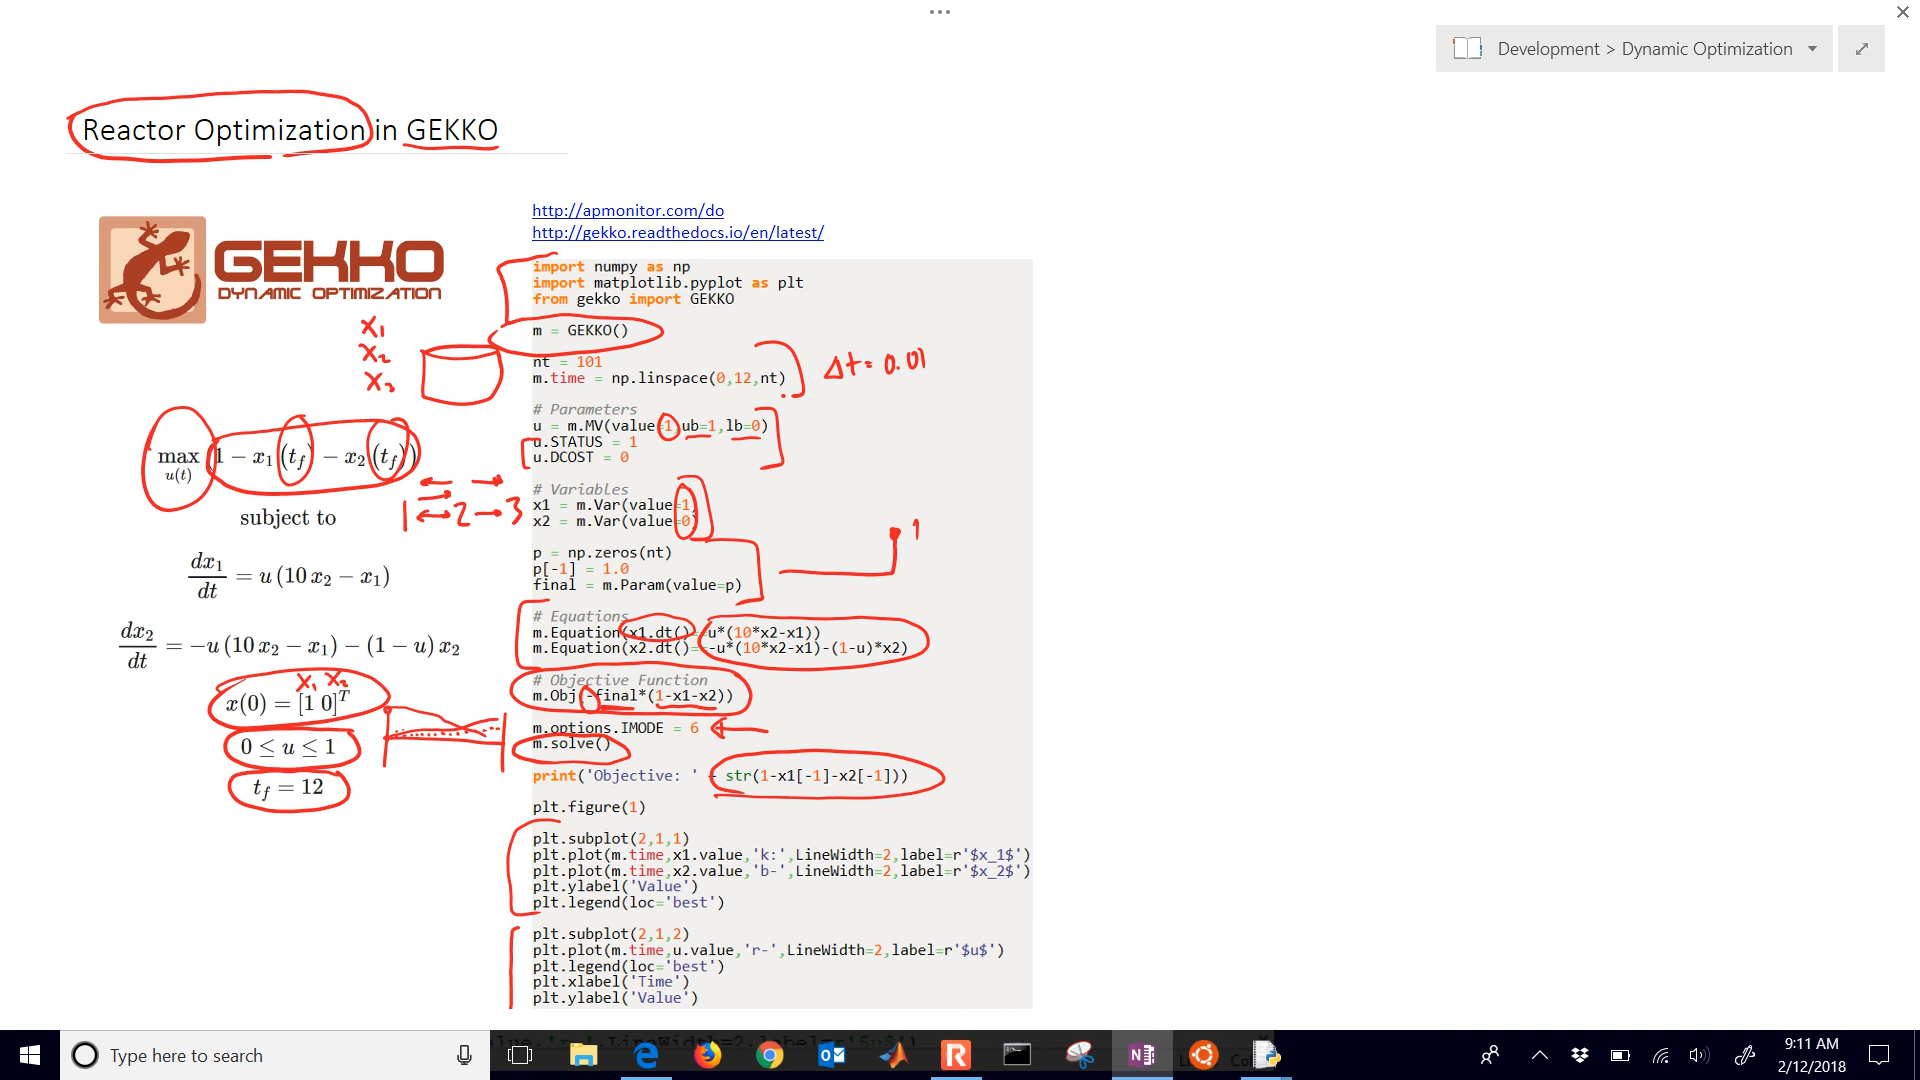 Development > Dynamic Optimization
Reactor Optimization in GEKKO
http://apmonitor.com/do
http://gekko.readthedocs.io/en/latest/
GEKKO
DYNAMIC OPTIMIZATION
import numpy as np
import matplotlib.pyplot as plt
from gekko import GEKKO
m = GEKKO()
x₁
x₂
x₃
nt = 101
m.time = np.linspace(0,12,nt)
Δt = 0.01
# Parameters
u = m.MV(value=1,ub=1,lb=0)
u.STATUS = 1
u.DCOST = 0
max u(t) (1 − x₁ (t_f) − x₂ (t_f))
subject to
1 2 3
# Variables
x1 = m.Var(value=1)
x2 = m.Var(value=0)
1
p = np.zeros(nt)
p[-1] = 1.0
final = m.Param(value=p)
dx₁/dt = u (10 x₂ − x₁)
# Equations
m.Equation(x1.dt()==u*(10*x2-x1))
m.Equation(x2.dt()==-u*(10*x2-x1)-(1-u)*x2)
dx₂/dt = −u (10 x₂ − x₁) − (1 − u) x₂
# Objective Function
m.Obj(-final*(1-x1-x2))
x₁ x₂
x(0) = [1 0]ᵀ
0 ≤ u ≤ 1
t_f = 12
m.options.IMODE = 6
m.solve()
print('Objective: ' + str(1-x1[-1]-x2[-1]))
plt.figure(1)
plt.subplot(2,1,1)
plt.plot(m.time,x1.value,'k:',LineWidth=2,label=r'$x_1$')
plt.plot(m.time,x2.value,'b-',LineWidth=2,label=r'$x_2$')
plt.ylabel('Value')
plt.legend(loc='best')
plt.subplot(2,1,2)
plt.plot(m.time,u.value,'r-',LineWidth=2,label=r'$u$')
plt.legend(loc='best')
plt.xlabel('Time')
plt.ylabel('Value')
Type here to search
9:11 AM
2/12/2018